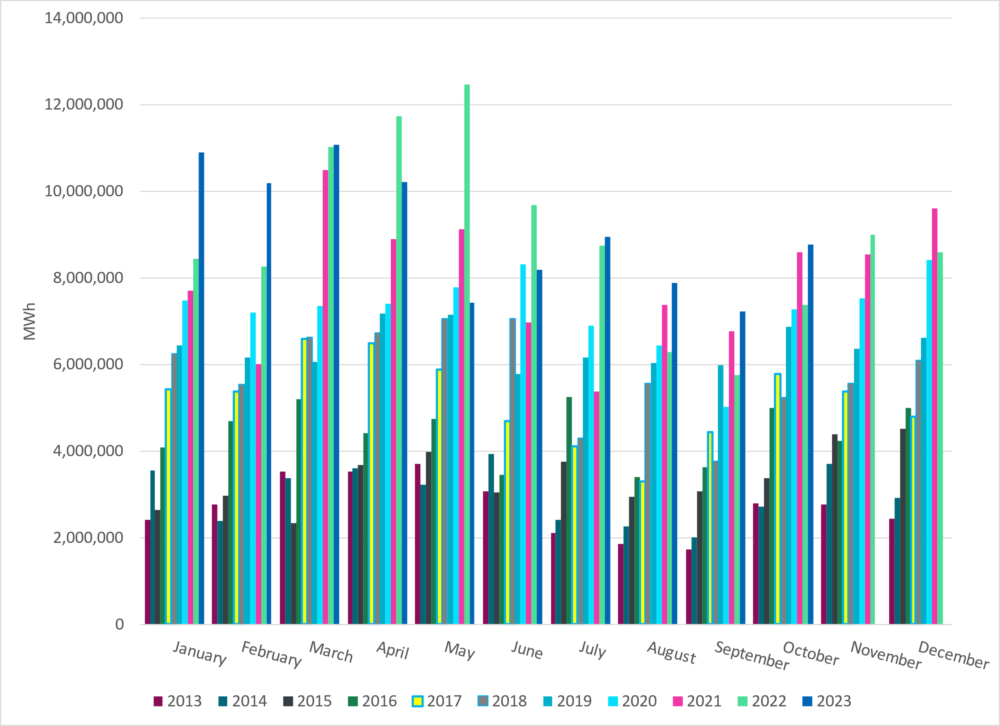 14,000,000
12,000,000
10,000,000
8,000,000
6,000,000
4,000,000
2,000,000
0
MWh
January February March April May June July August September October November December
2013 2014 2015 2016 2017 2018 2019 2020 2021 2022 2023